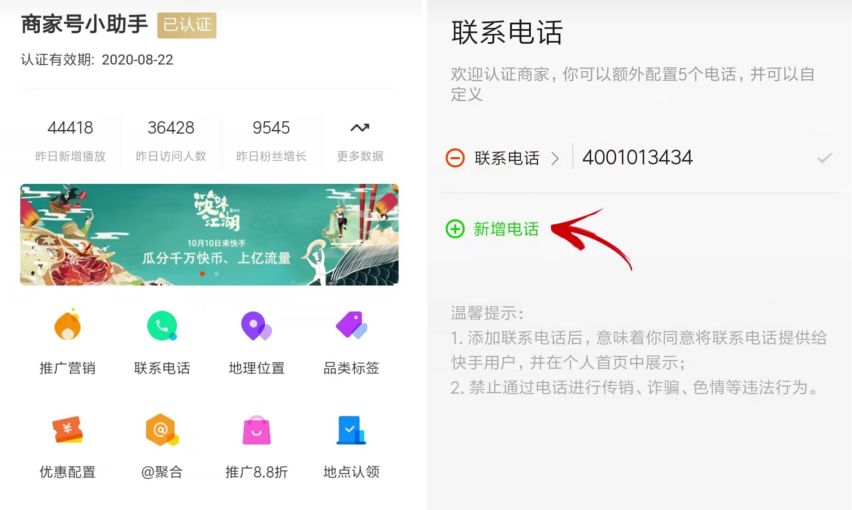 商家号小助手 已认证
认证有效期: 2020-08-22
44418 36428 9545
昨日新增播放 昨日访问人数 昨日粉丝增长 更多数据
筷味
江湖
10月10日来快手
瓜分千万快币、上亿流量
推广营销 联系电话 地理位置 品类标签
优惠配置 @聚合 推广8.8折 地点认领
联系电话
欢迎认证商家，你可以额外配置5个电话，并可以自
定义
联系电话 4001013434
新增电话
温馨提示：
1. 添加联系电话后，意味着你同意将联系电话提供给
快手用户，并在个人首页中展示；
2. 禁止通过电话进行传销、诈骗、色情等违法行为。